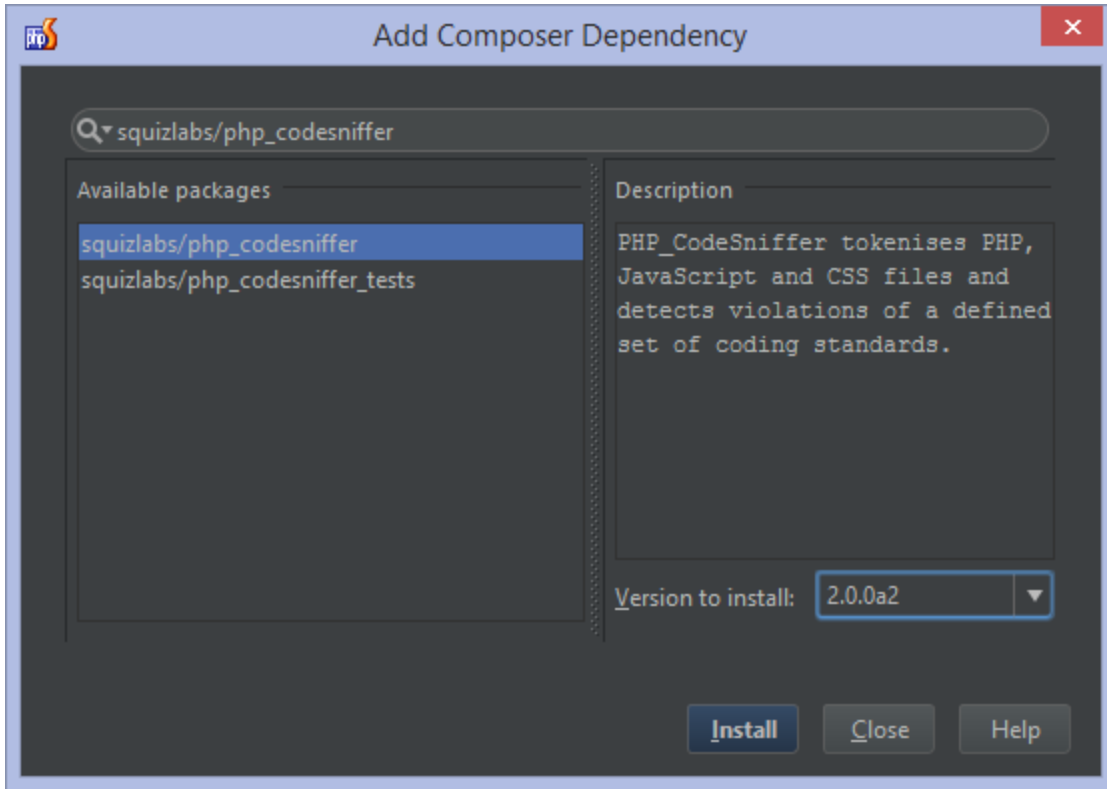 php
Add Composer Dependency
squizlabs/php_codesniffer
Available packages
squizlabs/php_codesniffer
squizlabs/php_codesniffer_tests
Description
PHP_CodeSniffer tokenises PHP,
JavaScript and CSS files and
detects violations of a defined
set of coding standards.
Version to install: 2.0.0a2
Install Close Help